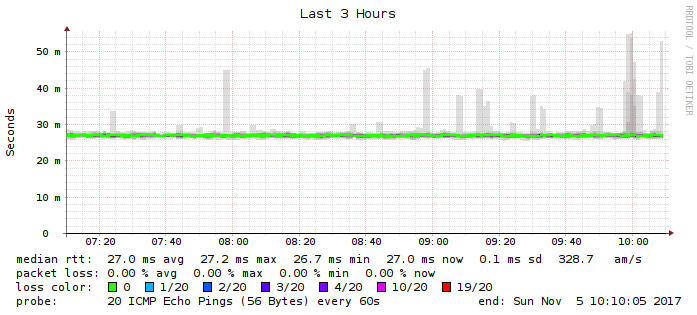 Last 3 Hours
RRDTOOL / TOBI OETIKER
Seconds
50 m
40 m
30 m
20 m
10 m
0
07:20 07:40 08:00 08:20 08:40 09:00 09:20 09:40 10:00
median rtt: 27.0 ms avg 27.2 ms max 26.7 ms min 27.0 ms now 0.1 ms sd 328.7 am/s
packet loss: 0.00 % avg 0.00 % max 0.00 % min 0.00 % now
loss color: 0 1/20 2/20 3/20 4/20 10/20 19/20
probe: 20 ICMP Echo Pings (56 Bytes) every 60s end: Sun Nov 5 10:10:05 2017